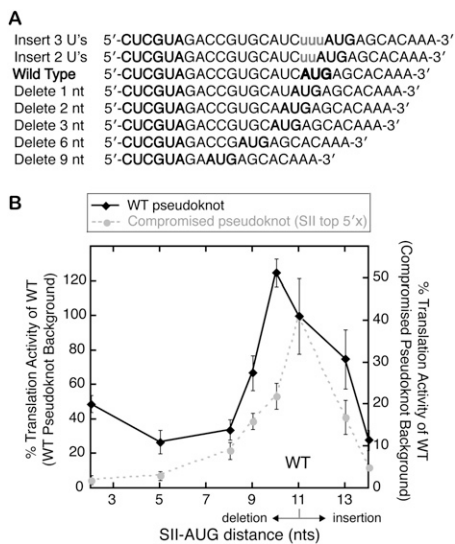 A
Insert 3 U's 5′-CUCGUAGACCGUGCAUCuuuAUGAGCACAAA-3′
Insert 2 U's 5′-CUCGUAGACCGUGCAUCuuAUGAGCACAAA-3′
Wild Type 5′-CUCGUAGACCGUGCAUCAUGAGCACAAA-3′
Delete 1 nt 5′-CUCGUAGACCGUGCAUAUGAGCACAAA-3′
Delete 2 nt 5′-CUCGUAGACCGUGCAAUGAGCACAAA-3′
Delete 3 nt 5′-CUCGUAGACCGUGCAUGAGCACAAA-3′
Delete 6 nt 5′-CUCGUAGACCGAUGAGCACAAA-3′
Delete 9 nt 5′-CUCGUAGAAUGAGCACAAA-3′
B
WT pseudoknot
Compromised pseudoknot (SII top 5′x)
% Translation Activity of WT
(WT Pseudoknot Background)
120
100
80
60
40
20
0
50
40
30
20
10
0
% Translation Activity of WT
(Compromised Pseudoknot Background)
WT
3 5 7 9 11 13
deletion insertion
SII-AUG distance (nts)